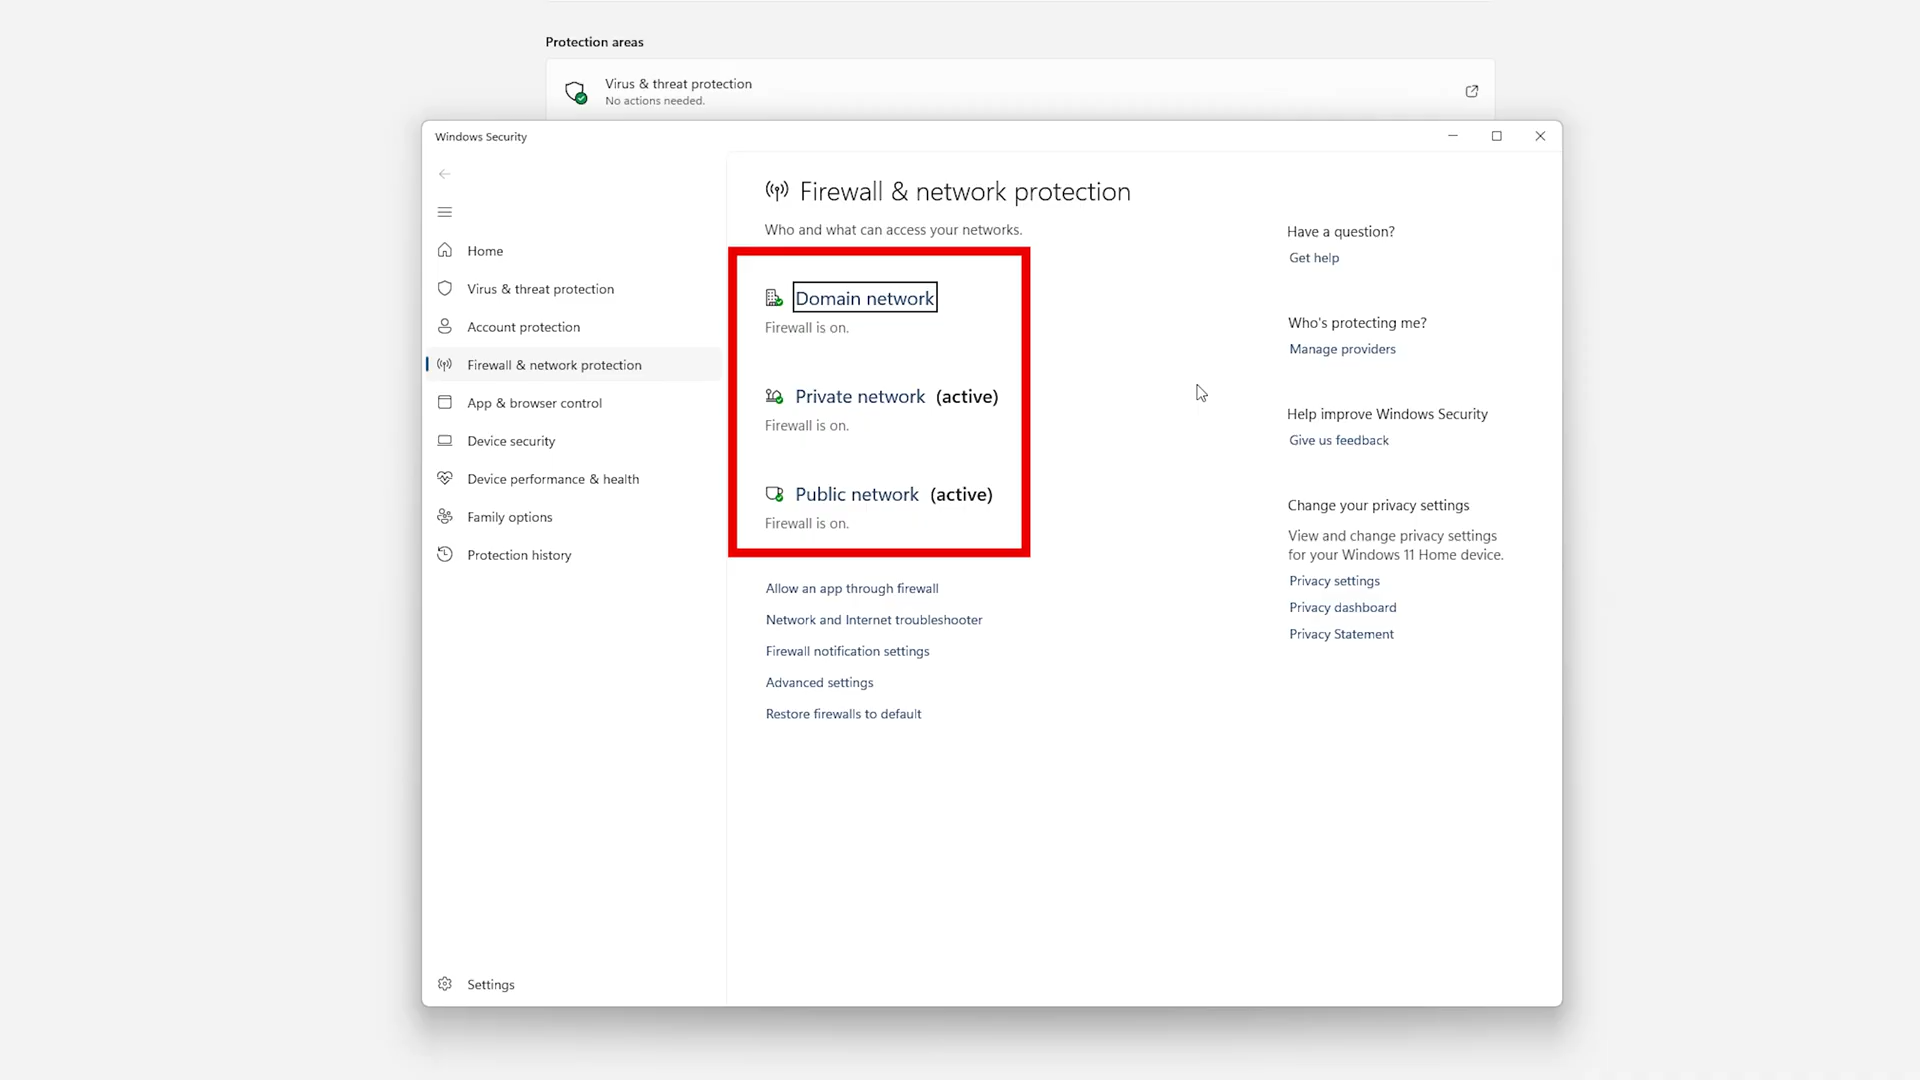 Protection areas
Virus & threat protection
No actions needed.
Windows Security
Home
Virus & threat protection
Account protection
Firewall & network protection
App & browser control
Device security
Device performance & health
Family options
Protection history
Settings
Firewall & network protection
Who and what can access your networks.
Domain network
Firewall is on.
Private network (active)
Firewall is on.
Public network (active)
Firewall is on.
Allow an app through firewall
Network and Internet troubleshooter
Firewall notification settings
Advanced settings
Restore firewalls to default
Have a question?
Get help
Who's protecting me?
Manage providers
Help improve Windows Security
Give us feedback
Change your privacy settings
View and change privacy settings
for your Windows 11 Home device.
Privacy settings
Privacy dashboard
Privacy Statement